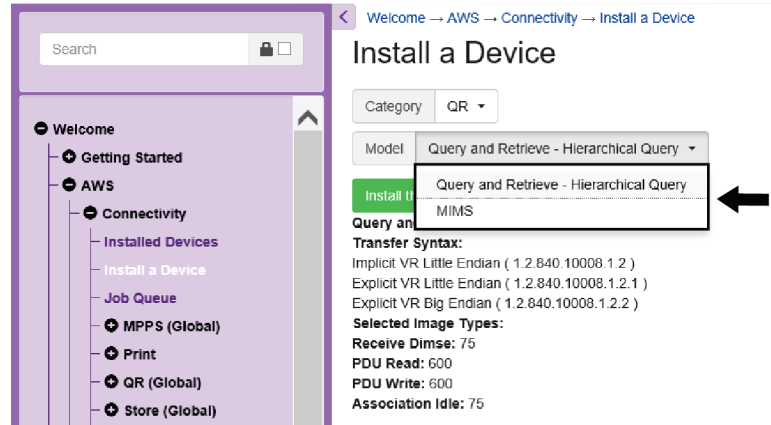 Search
Welcome
Getting Started
AWS
Connectivity
Installed Devices
Install a Device
Job Queue
MPPS (Global)
Print
QR (Global)
Store (Global)
Welcome → AWS → Connectivity → Install a Device
Install a Device
Category QR
Model Query and Retrieve - Hierarchical Query
Query and Retrieve - Hierarchical Query
MIMS
Install
Query
Transfer Syntax:
Implicit VR Little Endian ( 1.2.840.10008.1.2 )
Explicit VR Little Endian ( 1.2.840.10008.1.2.1 )
Explicit VR Big Endian ( 1.2.840.10008.1.2.2 )
Selected Image Types:
Receive Dimse: 75
PDU Read: 600
PDU Write: 600
Association Idle: 75